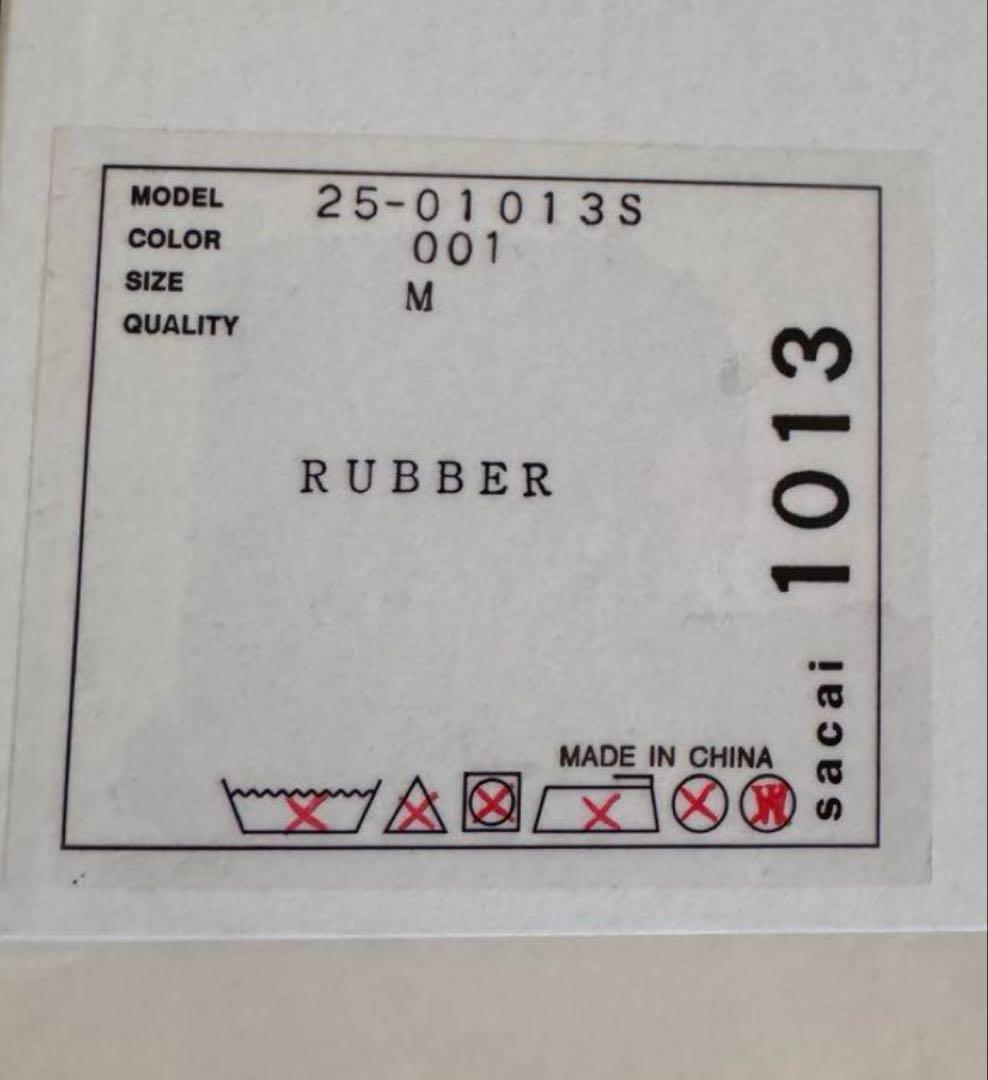 MODEL 25-01013S
COLOR 001
SIZE M
QUALITY
RUBBER
MADE IN CHINA
W
sacai 1013